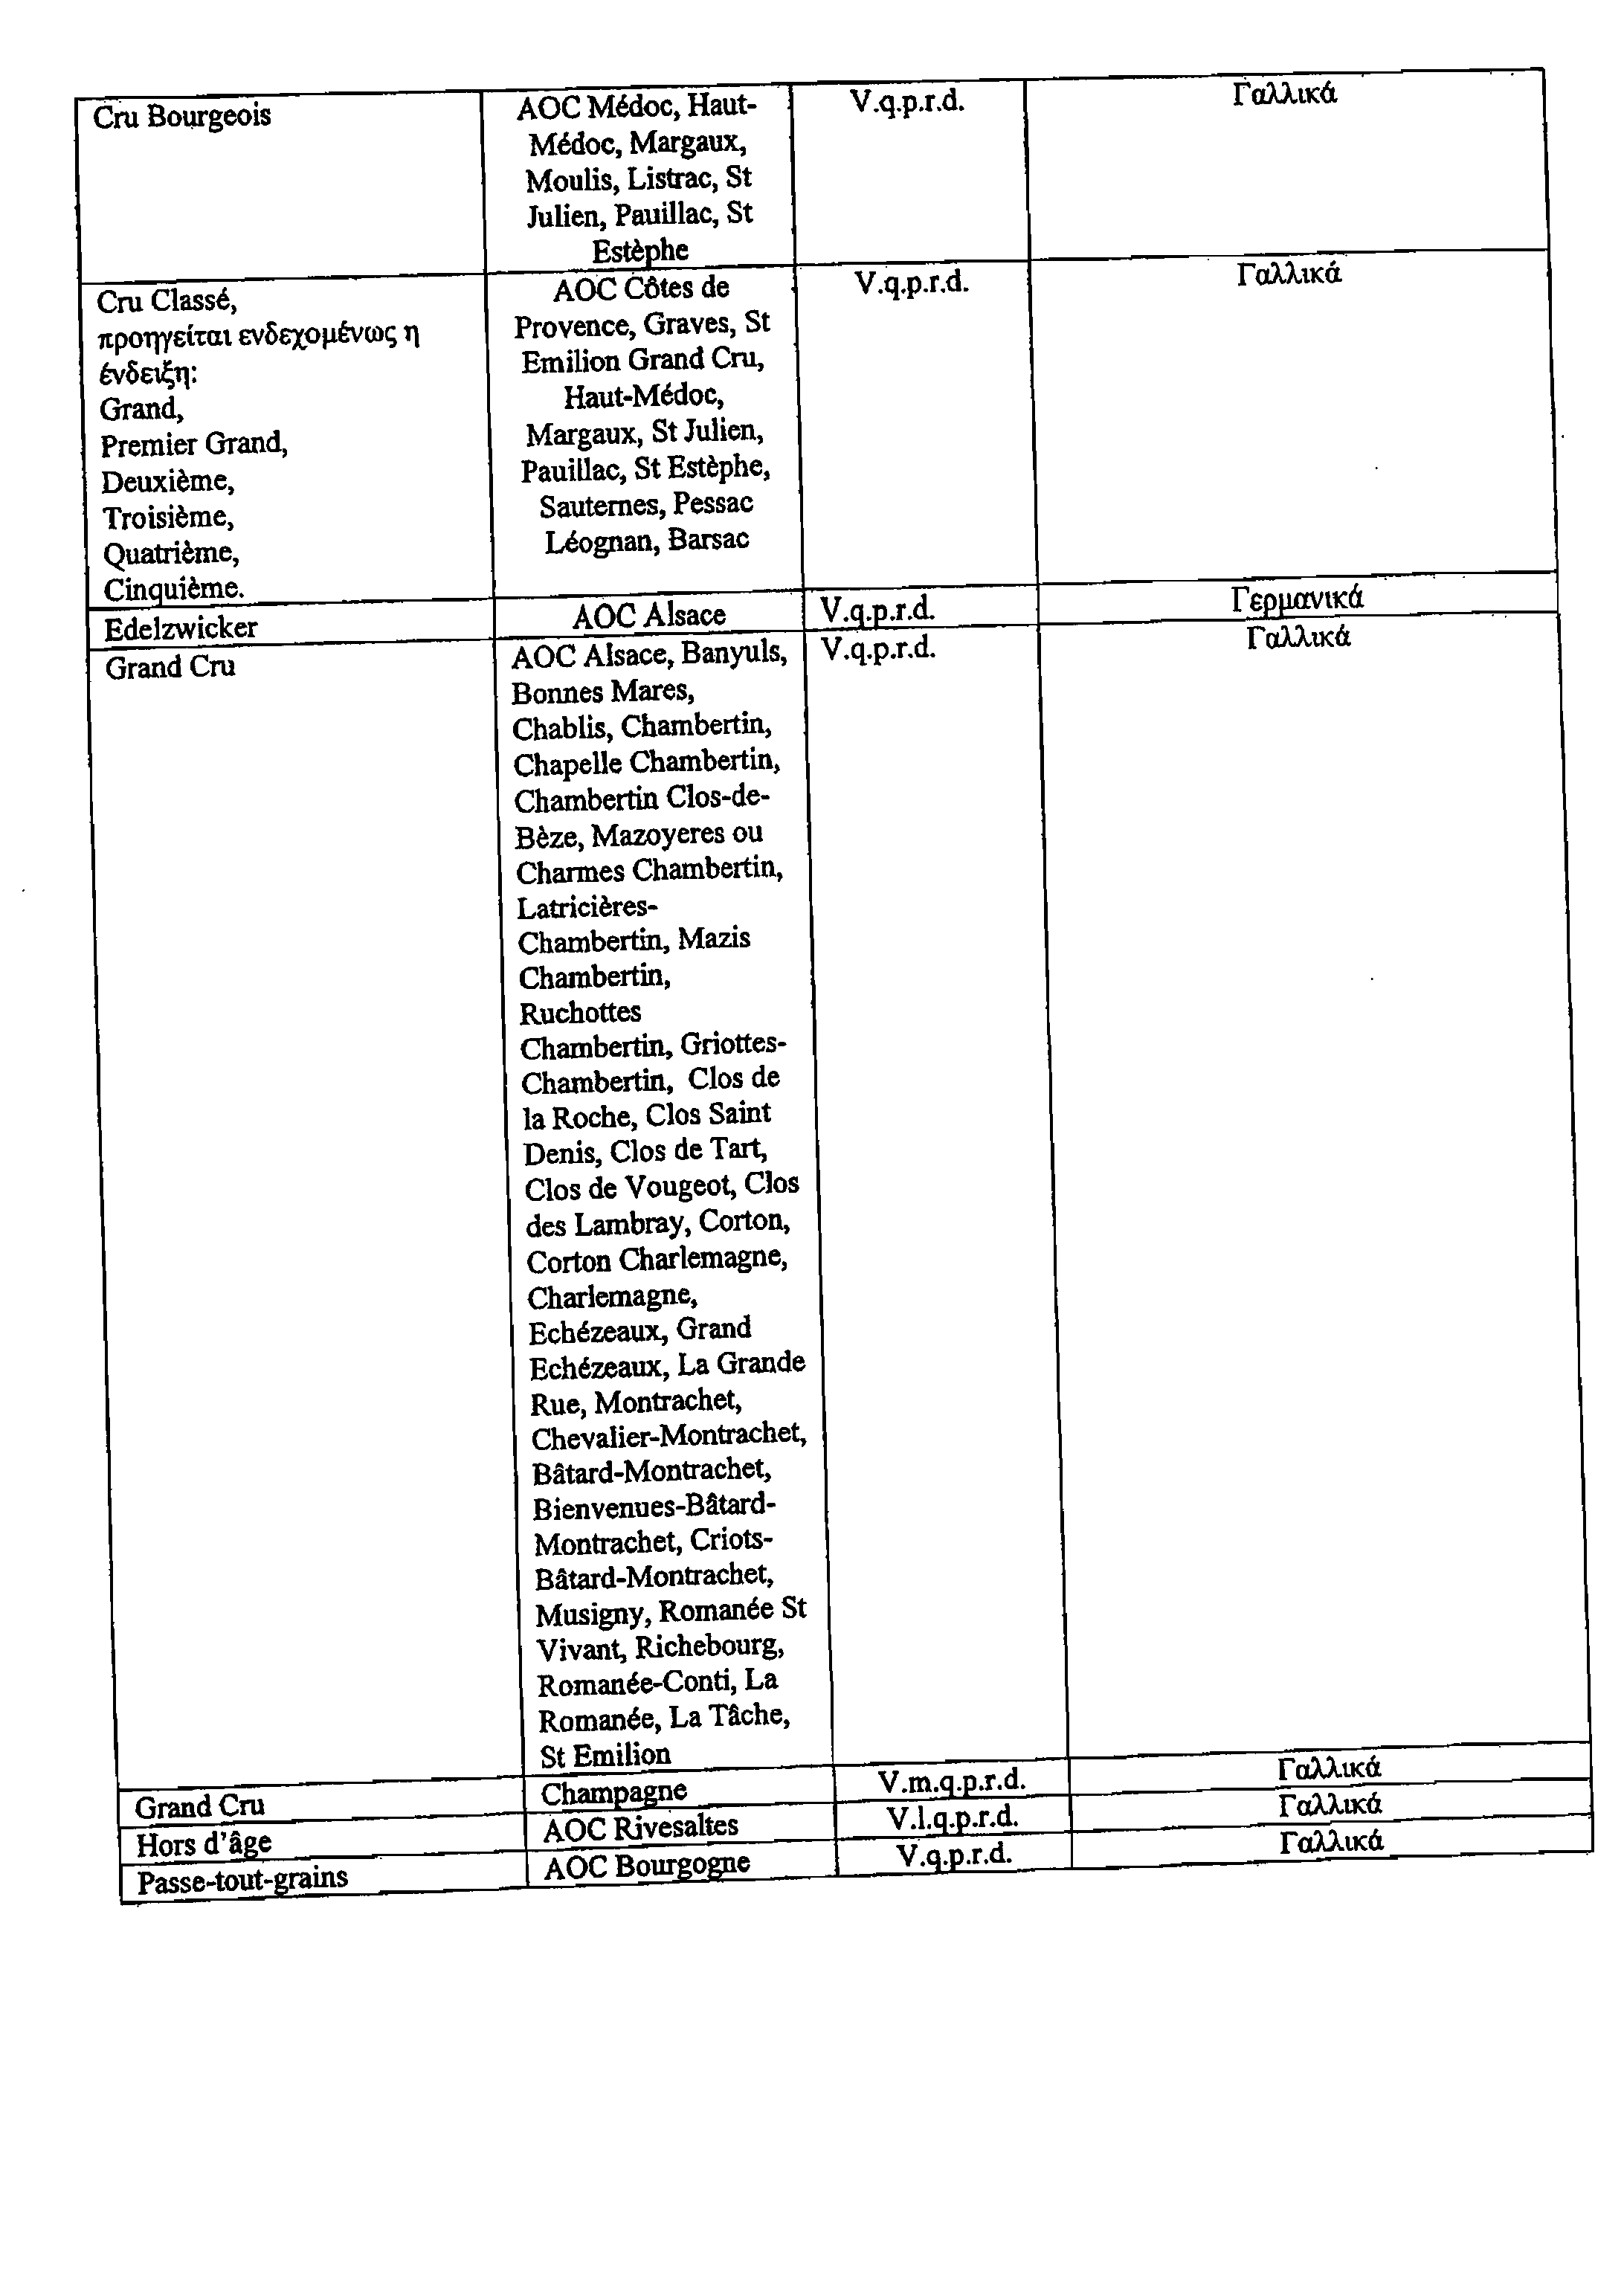 Cru Bourgeois
AOC Médoc, Haut-
Médoc, Margaux,
Moulis, Listrac, St
Julien, Pauillac, St
Estèphe
V.q.p.r.d.
Γαλλικά
Cru Classé,
προηγείται ενδεχομένως η
ένδειξη:
Grand,
Premier Grand,
Deuxième,
Troisième,
Quatrième,
Cinquième.
AOC Côtes de
Provence, Graves, St
Emilion Grand Cru,
Haut-Médoc,
Margaux, St Julien,
Pauillac, St Estèphe,
Sauternes, Pessac
Léognan, Barsac
V.q.p.r.d.
Γαλλικά
Edelzwicker
AOC Alsace
V.q.p.r.d.
Γερμανικά
Grand Cru
AOC Alsace, Banyuls,
Bonnes Mares,
Chablis, Chambertin,
Chapelle Chambertin,
Chambertin Clos-de-
Bèze, Mazoyeres ou
Charmes Chambertin,
Latricières-
Chambertin, Mazis
Chambertin,
Ruchottes
Chambertin, Griottes-
Chambertin, Clos de
la Roche, Clos Saint
Denis, Clos de Tart,
Clos de Vougeot, Clos
des Lambray, Corton,
Corton Charlemagne,
Charlemagne,
Echézeaux, Grand
Echézeaux, La Grande
Rue, Montrachet,
Chevalier-Montrachet,
Bâtard-Montrachet,
Bienvenues-Bâtard-
Montrachet, Criots-
Bâtard-Montrachet,
Musigny, Romanée St
Vivant, Richebourg,
Romanée-Conti, La
Romanée, La Tâche,
St Emilion
V.q.p.r.d.
Γαλλικά
Grand Cru
Champagne
V.m.q.p.r.d.
Γαλλικά
Hors d'âge
AOC Rivesaltes
V.l.q.p.r.d.
Γαλλικά
Passe-tout-grains
AOC Bourgogne
V.q.p.r.d.
Γαλλικά